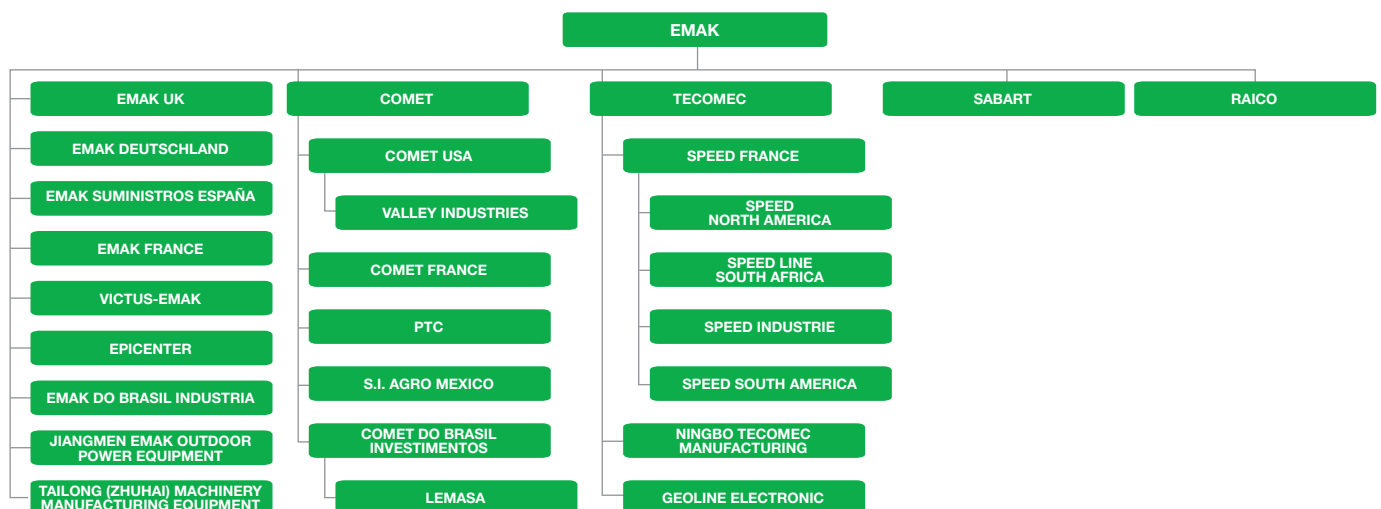 EMAK
EMAK UK
EMAK DEUTSCHLAND
EMAK SUMINISTROS ESPAÑA
EMAK FRANCE
VICTUS-EMAK
EPICENTER
EMAK DO BRASIL INDUSTRIA
JIANGMEN EMAK OUTDOOR
POWER EQUIPMENT
TAILONG (ZHUHAI) MACHINERY
MANUFACTURING EQUIPMENT
COMET
COMET USA
VALLEY INDUSTRIES
COMET FRANCE
PTC
S.I. AGRO MEXICO
COMET DO BRASIL
INVESTIMENTOS
LEMASA
TECOMEC
SPEED FRANCE
SPEED
NORTH AMERICA
SPEED LINE
SOUTH AFRICA
SPEED INDUSTRIE
SPEED SOUTH AMERICA
NINGBO TECOMEC
MANUFACTURING
GEOLINE ELECTRONIC
SABART
RAICO